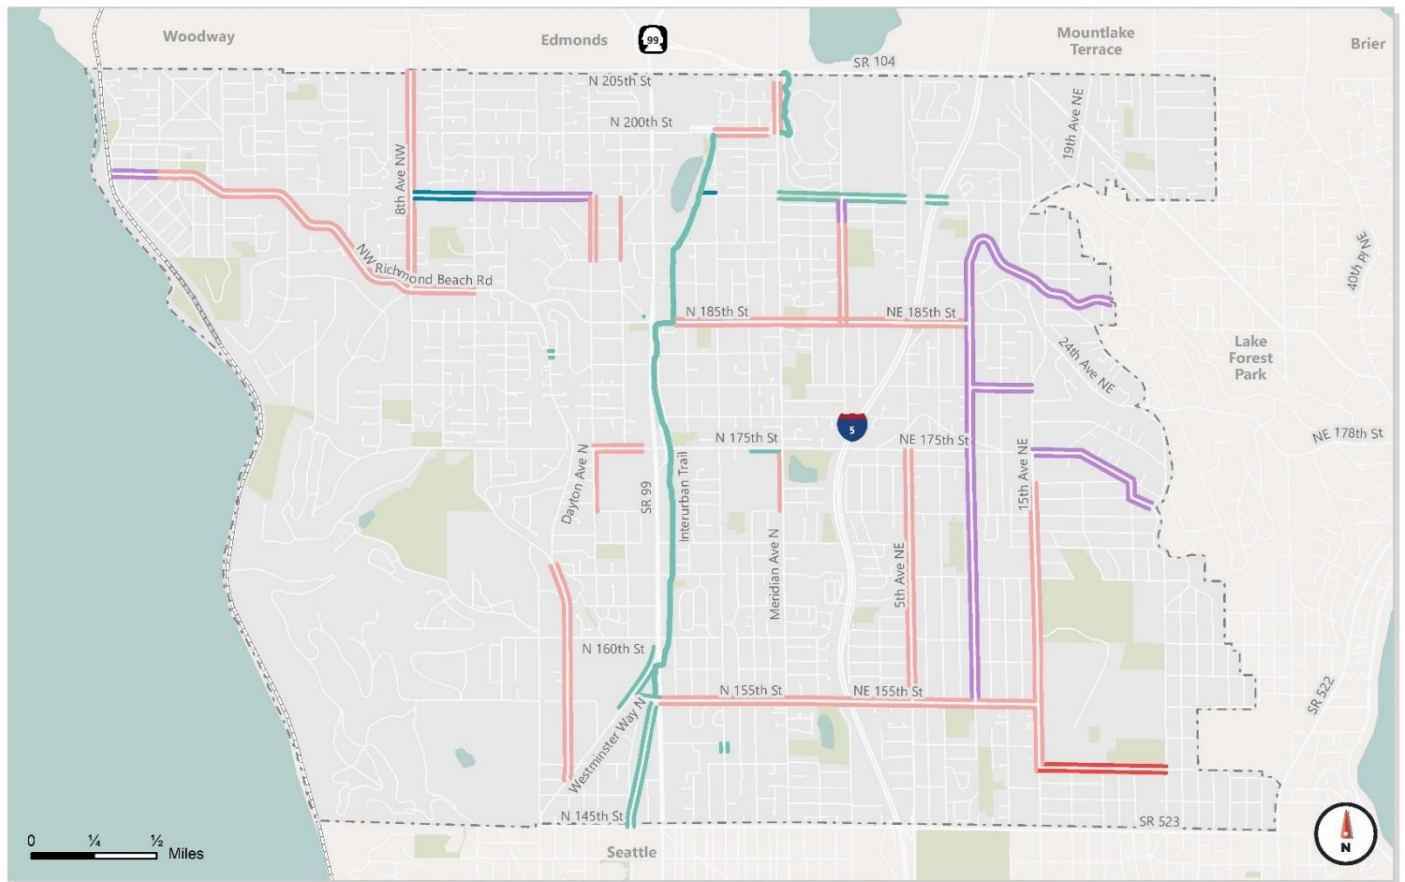 Woodway
Edmonds
99
Mountlake
Terrace
Brier
SR 104
N 205th St
N 200th St
19th Ave NE
8th Ave NW
NW Richmond Beach Rd
40th Pl NE
N 185th St
NE 185th St
Lake
Forest
Park
24th Ave NE
5
N 175th St
NE 175th St
NE 178th St
Dayton Ave N
SR 99
Interurban Trail
15th Ave NE
Meridian Ave N
5th Ave NE
N 160th St
N 155th St
NE 155th St
SR 522
Westminster Way N
N 145th St
SR 523
0 ¼ ½
Miles
Seattle
N